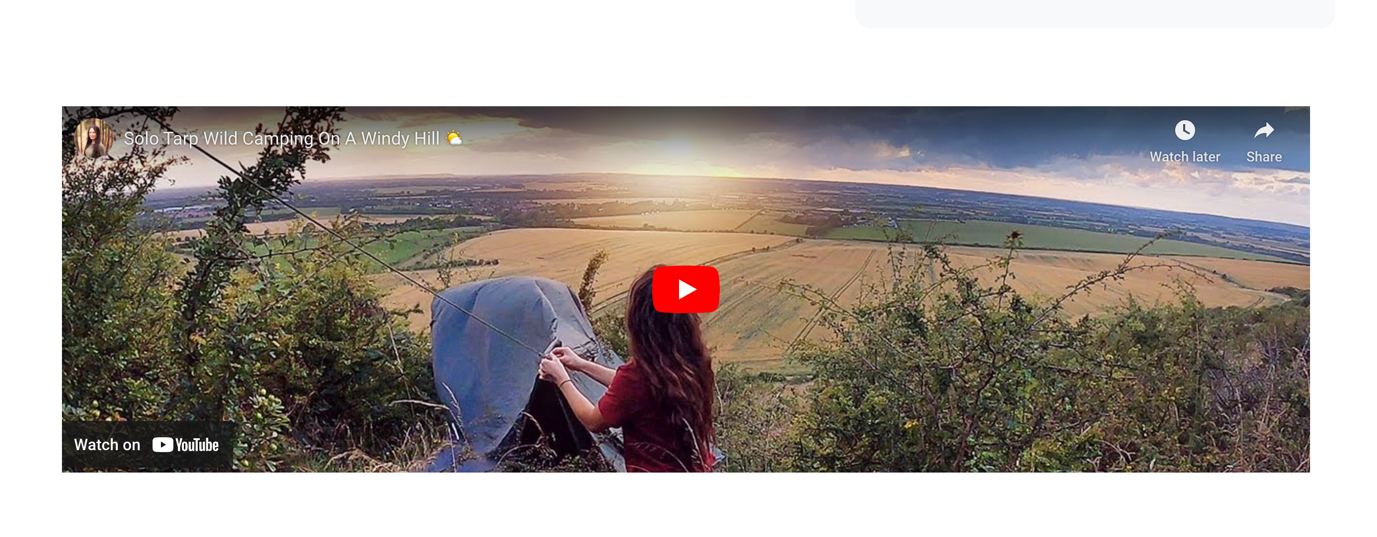 Solo Tarp Wild Camping On A Windy Hill 🌤️
Watch later
Share
Watch on YouTube